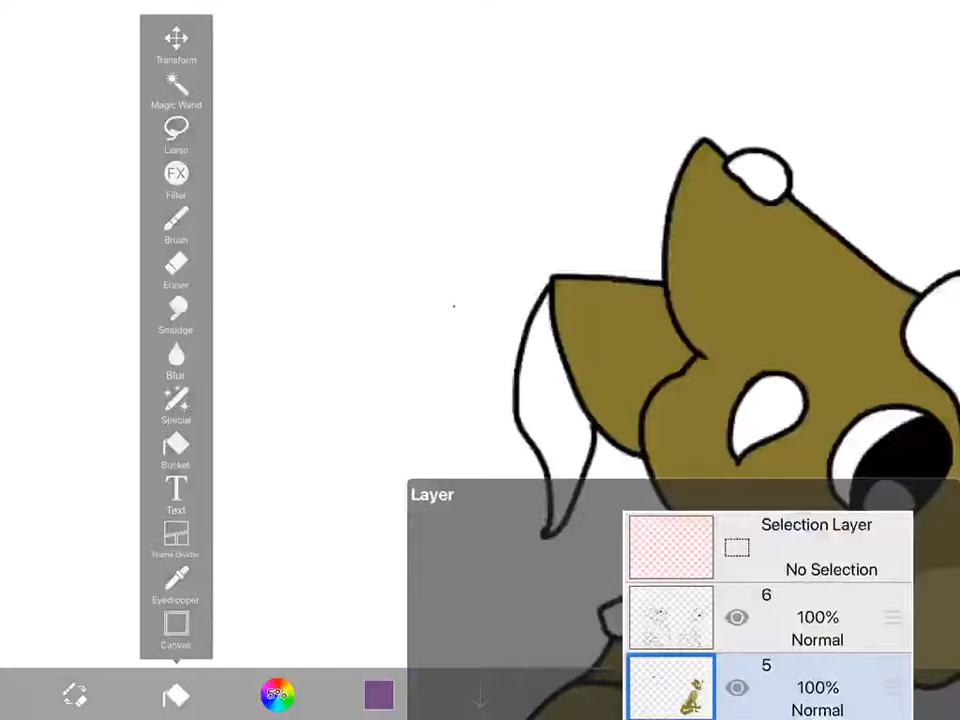 Transform
Magic Wand
Lasso
FX
Filter
Brush
Eraser
Smudge
Blur
Special
Bucket
T
Text
Frame Divider
Eyedropper
Canvas
5%
Layer
Selection Layer
No Selection
6
100%
Normal
5
100%
Normal